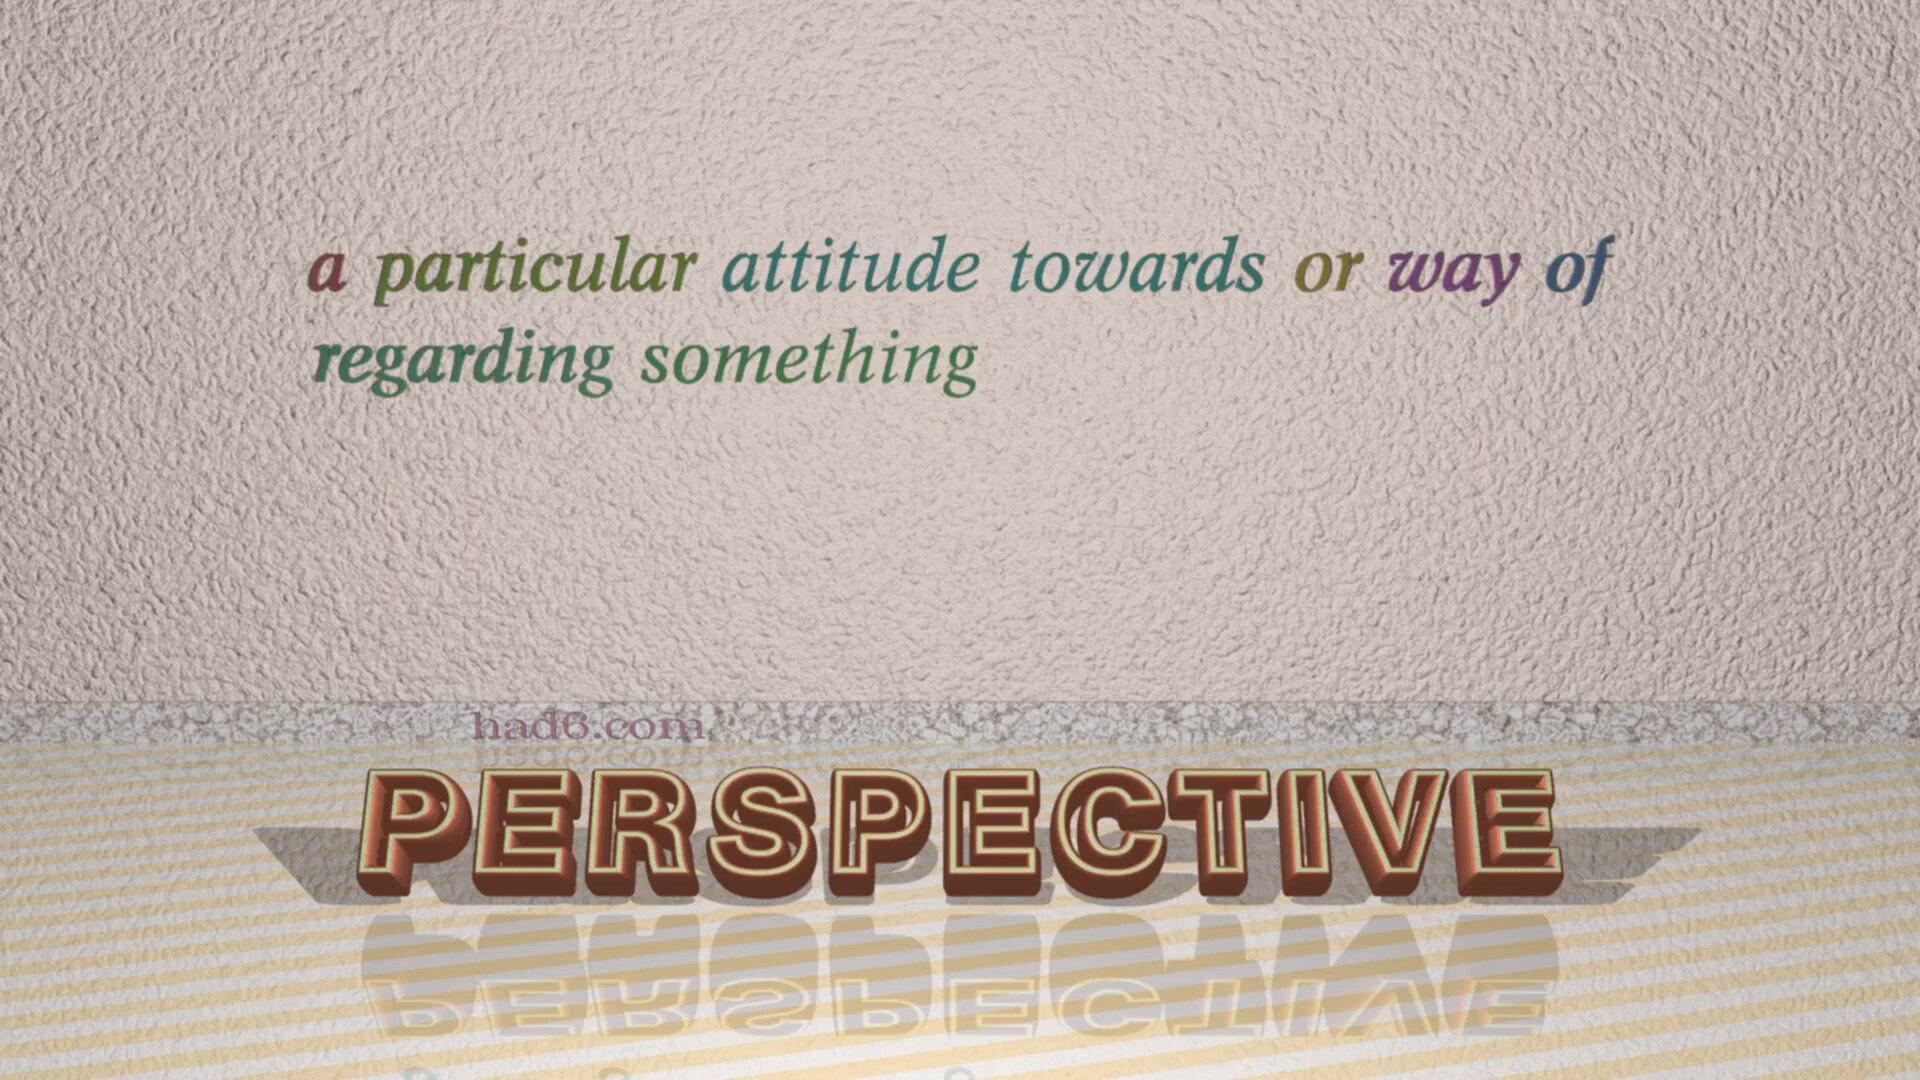 a particular attitude towards or way of
regarding something
had6.com
PERSPECTIVE